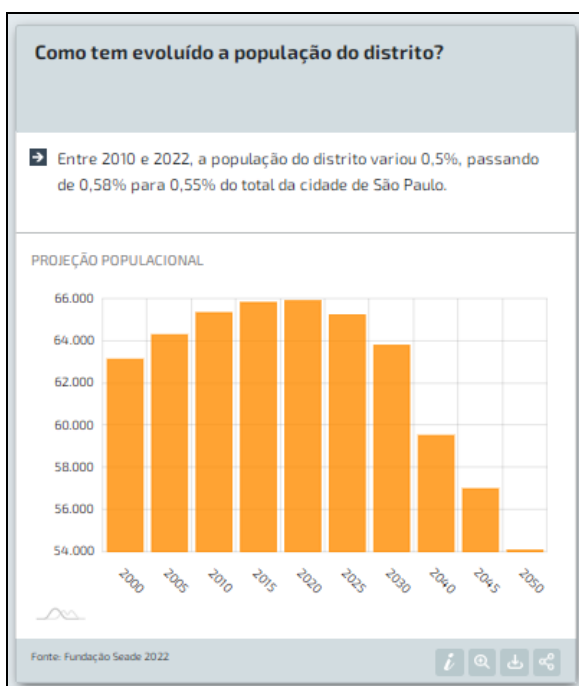 Como tem evoluído a população do distrito?
Entre 2010 e 2022, a população do distrito variou 0,5%, passando
de 0,58% para 0,55% do total da cidade de São Paulo.
PROJEÇÃO POPULACIONAL
66.000
64.000
62.000
60.000
58.000
56.000
54.000
2000 2005 2010 2015 2020 2025 2030 2040 2045 2050
Fonte: Fundação Seade 2022
i